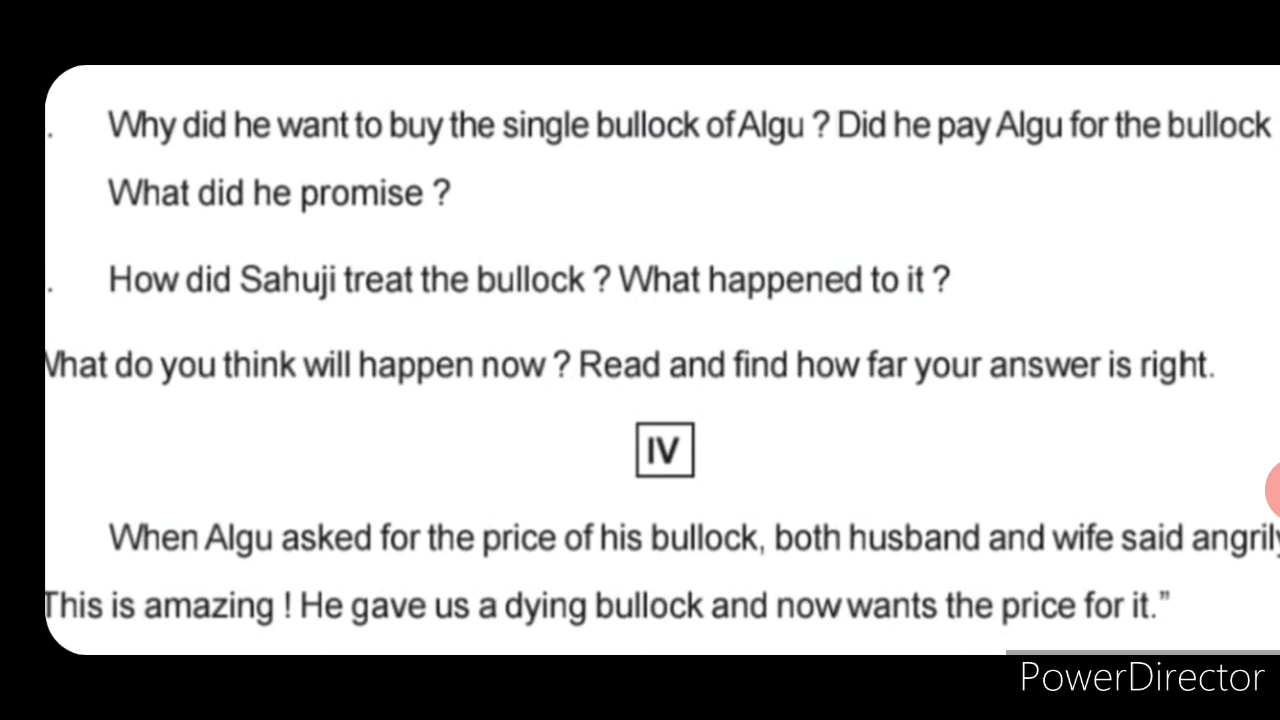 . Why did he want to buy the single bullock of Algu ? Did he pay Algu for the bullock
What did he promise ?
. How did Sahuji treat the bullock ? What happened to it ?
What do you think will happen now ? Read and find how far your answer is right.
IV
When Algu asked for the price of his bullock, both husband and wife said angrily
This is amazing ! He gave us a dying bullock and now wants the price for it.”
PowerDirector